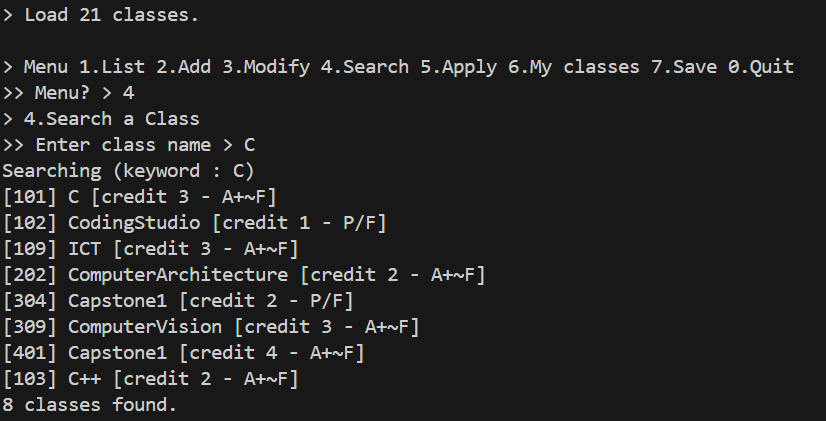 > Load 21 classes.
> Menu 1.List 2.Add 3.Modify 4.Search 5.Apply 6.My classes 7.Save 0.Quit
>> Menu? > 4
> 4.Search a Class
>> Enter class name > C
Searching (keyword : C)
[101] C [credit 3 - A+~F]
[102] CodingStudio [credit 1 - P/F]
[109] ICT [credit 3 - A+~F]
[202] ComputerArchitecture [credit 2 - A+~F]
[304] Capstone1 [credit 2 - P/F]
[309] ComputerVision [credit 3 - A+~F]
[401] Capstone1 [credit 4 - A+~F]
[103] C++ [credit 2 - A+~F]
8 classes found.